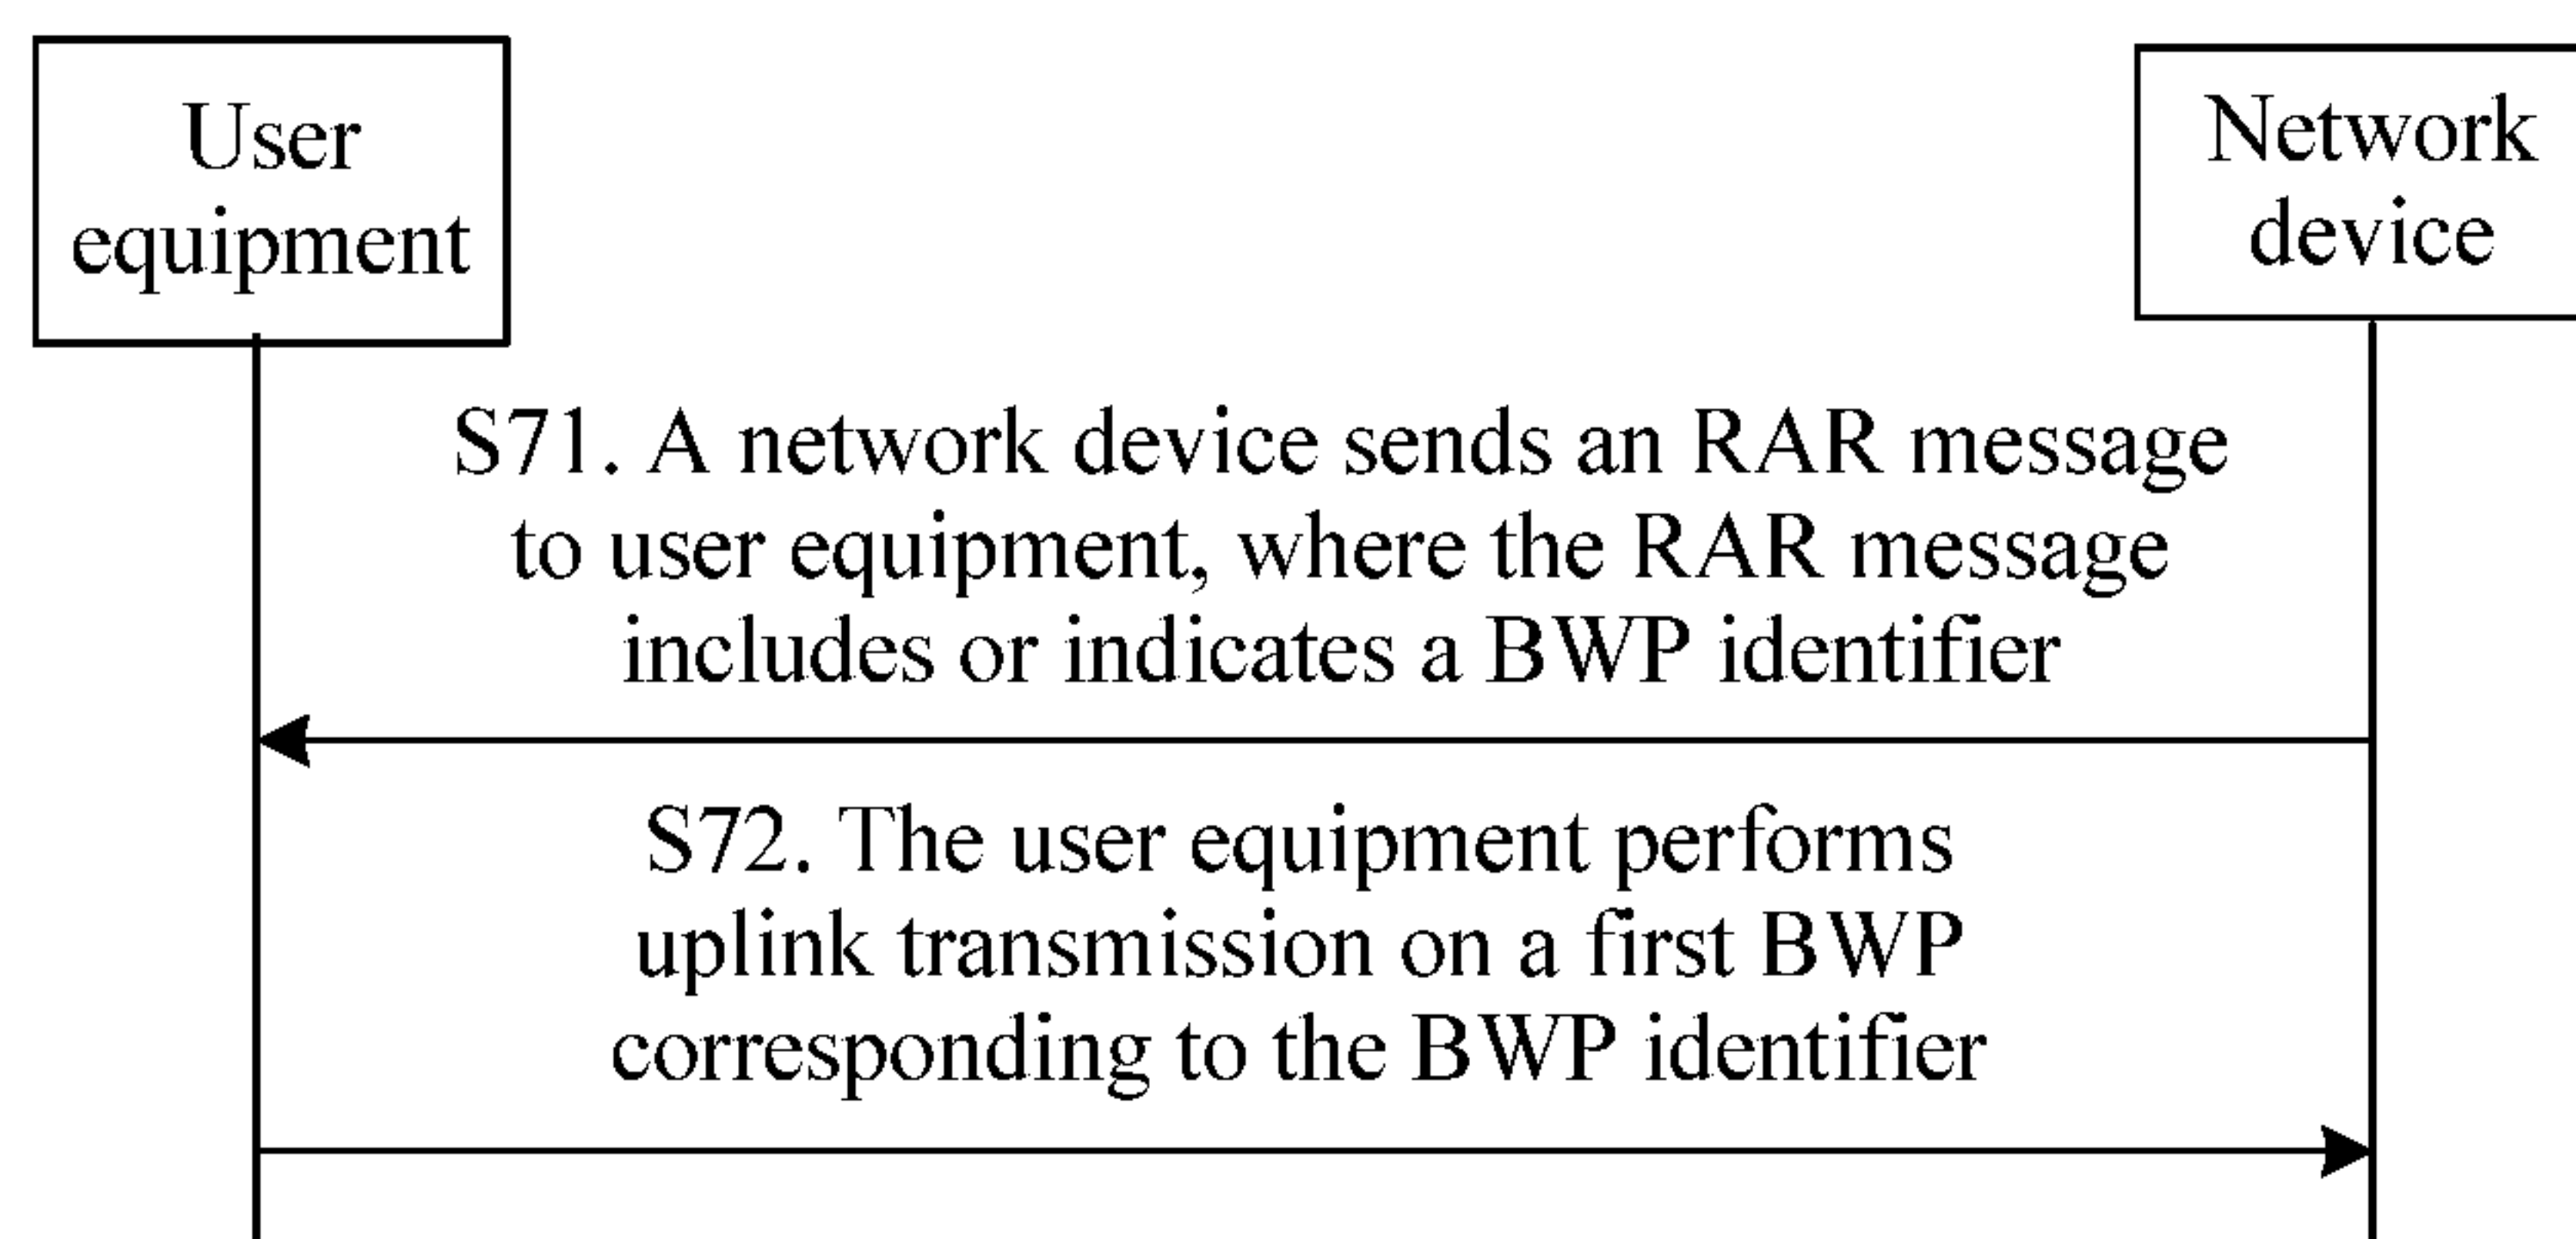 User
equipment
Network
device
S71. A network device sends an RAR message
to user equipment, where the RAR message
includes or indicates a BWP identifier
S72. The user equipment performs
uplink transmission on a first BWP
corresponding to the BWP identifier